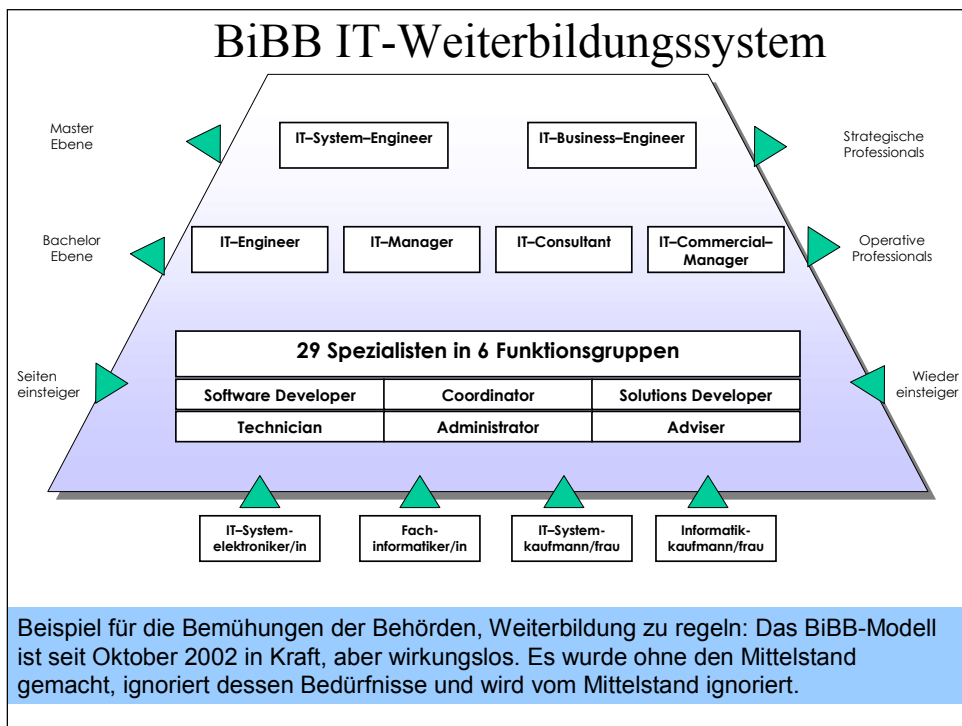 BiBB IT-Weiterbildungssystem
Master
Ebene
IT–System–Engineer
IT–Business–Engineer
Strategische
Professionals
Bachelor
Ebene
IT–Engineer
IT–Manager
IT–Consultant
IT–Commercial–
Manager
Operative
Professionals
29 Spezialisten in 6 Funktionsgruppen
Seiten
einsteiger
Software Developer
Coordinator
Solutions Developer
Wieder
einsteiger
Technician
Administrator
Adviser
IT–System-
elektroniker/in
Fach-
informatiker/in
IT–System-
kaufmann/frau
Informatik-
kaufmann/frau
Beispiel für die Bemühungen der Behörden, Weiterbildung zu regeln: Das BiBB-Modell
ist seit Oktober 2002 in Kraft, aber wirkungslos. Es wurde ohne den Mittelstand
gemacht, ignoriert dessen Bedürfnisse und wird vom Mittelstand ignoriert.